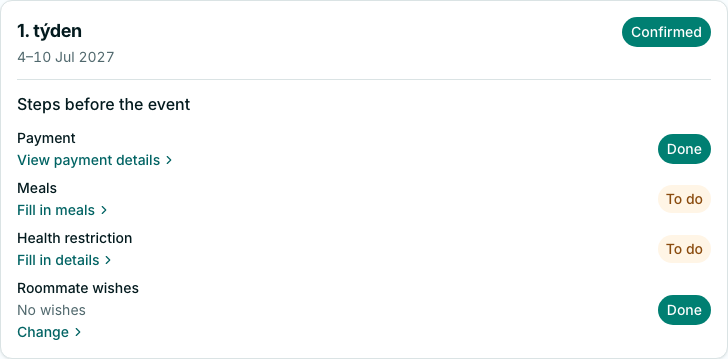 1. týden
Confirmed
4–10 Jul 2027
Steps before the event
Payment
View payment details
Done
Meals
Fill in meals
To do
Health restriction
Fill in details
To do
Roommate wishes
No wishes
Done
Change